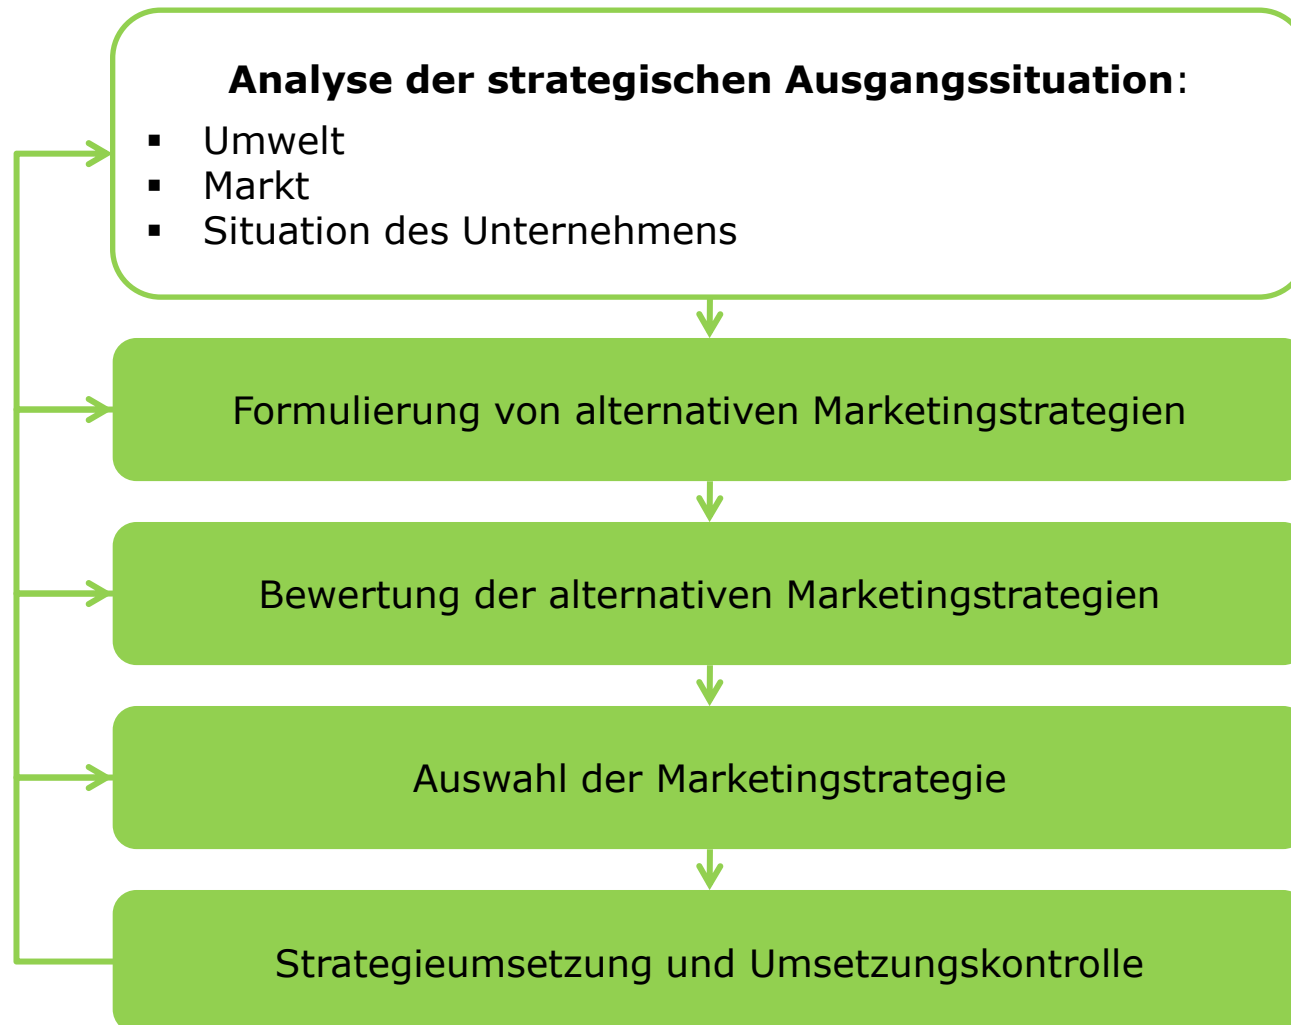 Analyse der strategischen Ausgangssituation:
▪ Umwelt
▪ Markt
▪ Situation des Unternehmens
Formulierung von alternativen Marketingstrategien
Bewertung der alternativen Marketingstrategien
Auswahl der Marketingstrategie
Strategieumsetzung und Umsetzungskontrolle